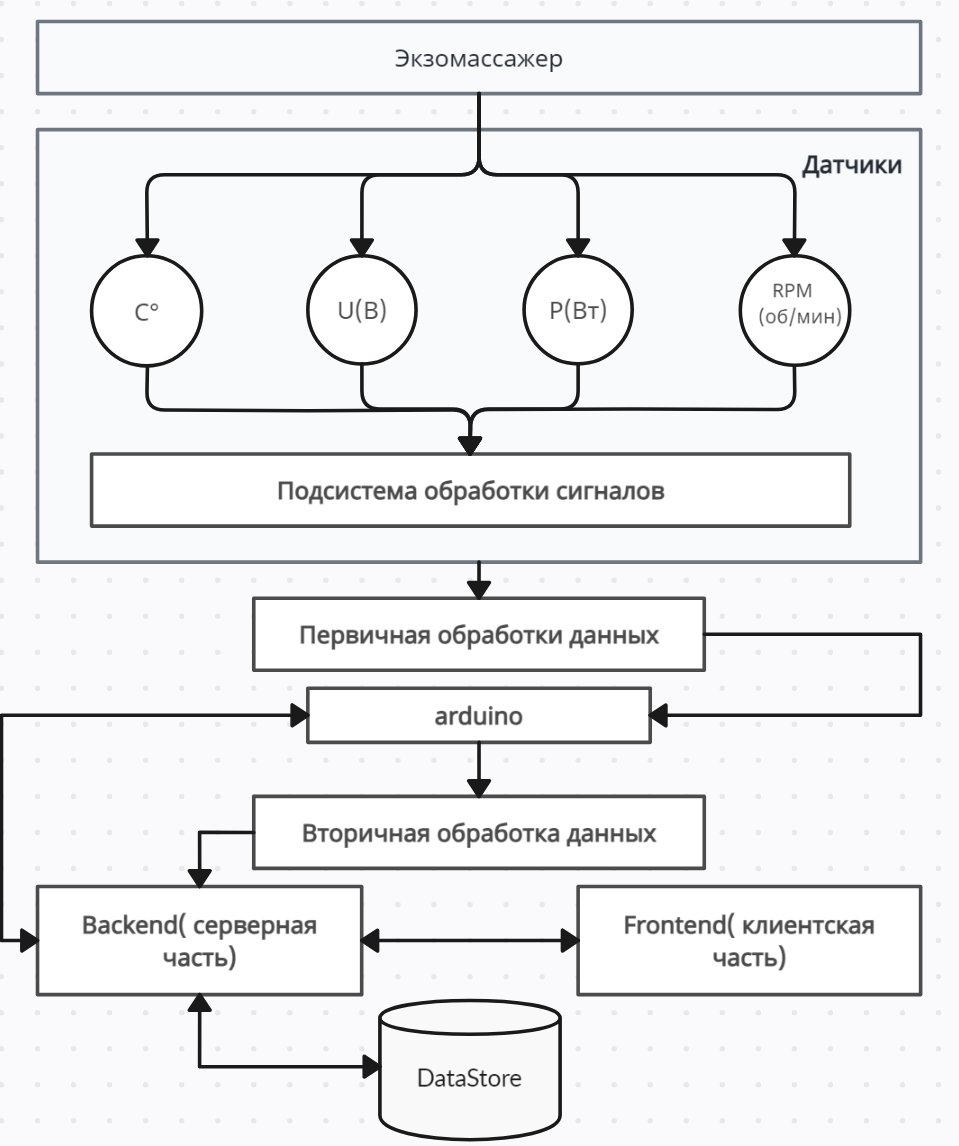 Экзомассажер
Датчики
C°
U(В)
P(Вт)
RPM
(об/мин)
Подсистема обработки сигналов
Первичная обработки данных
arduino
Вторичная обработка данных
Backend( серверная
часть)
Frontend( клиентская
часть)
DataStore